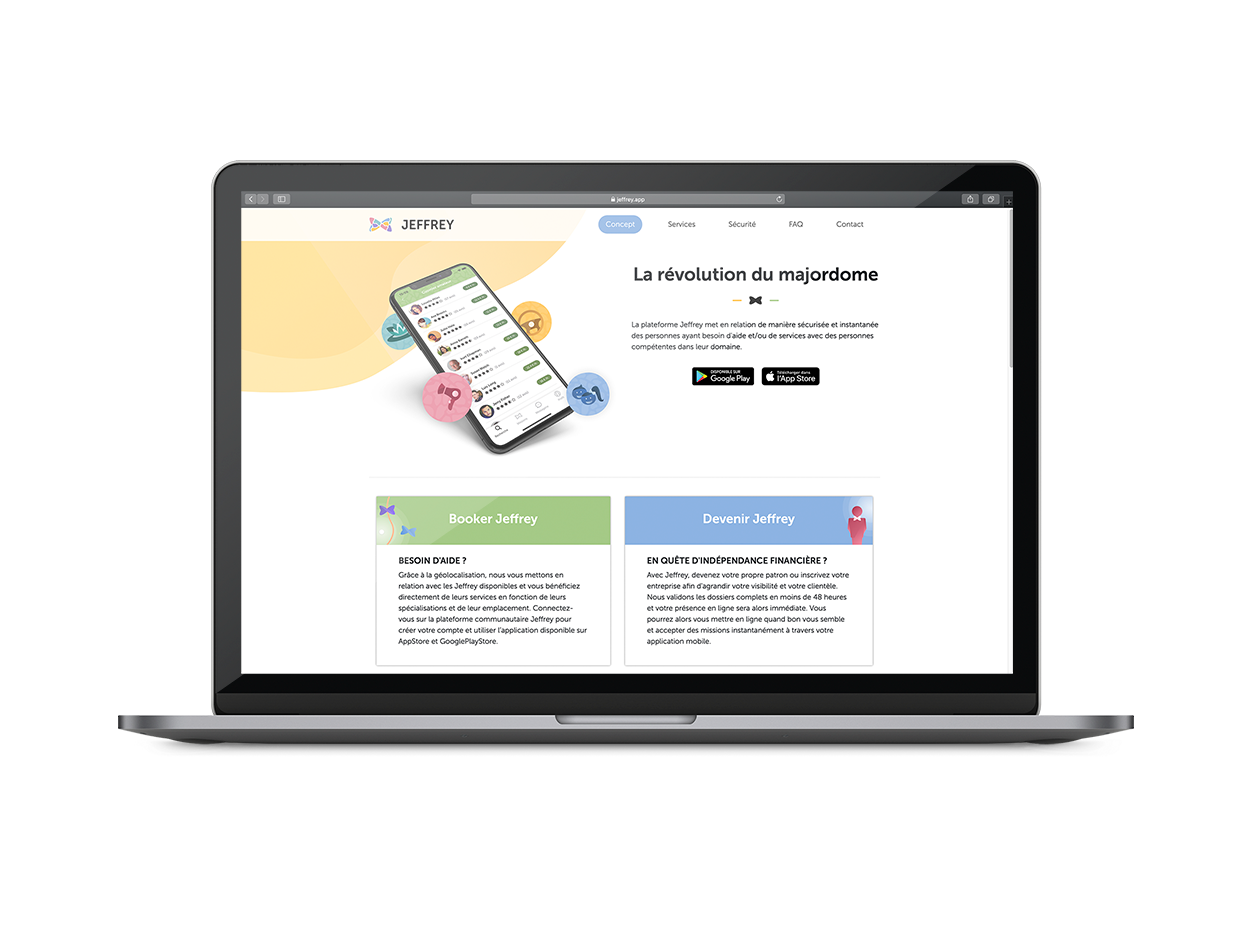 jeffrey.app
JEFFREY
Concept
Services
Sécurité
FAQ
Contact
La révolution du majordome
La plateforme Jeffrey met en relation de manière sécurisée et instantanée
des personnes ayant besoin d'aide et/ou de services avec des personnes
compétentes dans leur domaine.
DISPONIBLE SUR
Google Play
Télécharger dans
l'App Store
Booker Jeffrey
BESOIN D'AIDE ?
Grâce à la géolocalisation, nous vous mettons en
relation avec les Jeffrey disponibles et vous bénéficiez
directement de leurs services en fonction de leurs
spécialisations et de leur emplacement. Connectez-
vous sur la plateforme communautaire Jeffrey pour
créer votre compte et utiliser l'application disponible sur
AppStore et GooglePlayStore.
Devenir Jeffrey
EN QUÊTE D'INDÉPENDANCE FINANCIÈRE ?
Avec Jeffrey, devenez votre propre patron ou inscrivez votre
entreprise afin d'agrandir votre visibilité et votre clientèle.
Nous validons les dossiers complets en moins de 48 heures
et votre présence en ligne sera alors immédiate. Vous
pourrez alors vous mettre en ligne quand bon vous semble
et accepter des missions instantanément à travers votre
application mobile.